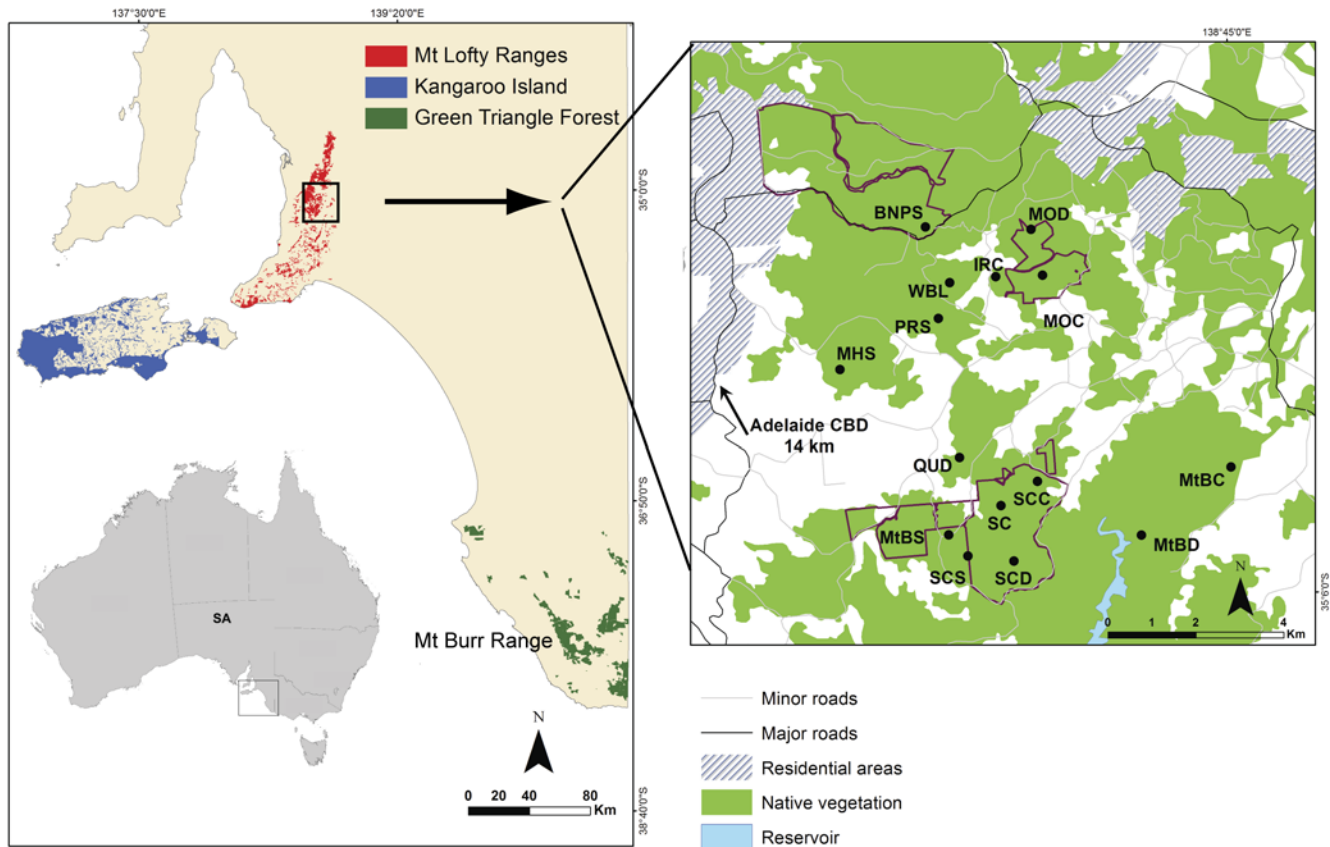 137°30'0"E
139°20'0"E
Mt Lofty Ranges
Kangaroo Island
Green Triangle Forest
35°0'0"S
36°50'0"S
38°40'0"S
SA
Mt Burr Range
N
0 20 40 80
Km
138°45'0"E
BNPS
MOD
IRC
WBL
MOC
PRS
MHS
Adelaide CBD
14 km
QUD
MtBC
SCC
SC
MtBS
MtBD
SCS
SCD
N
35°6'0"S
0 1 2 4
Km
Minor roads
Major roads
Residential areas
Native vegetation
Reservoir